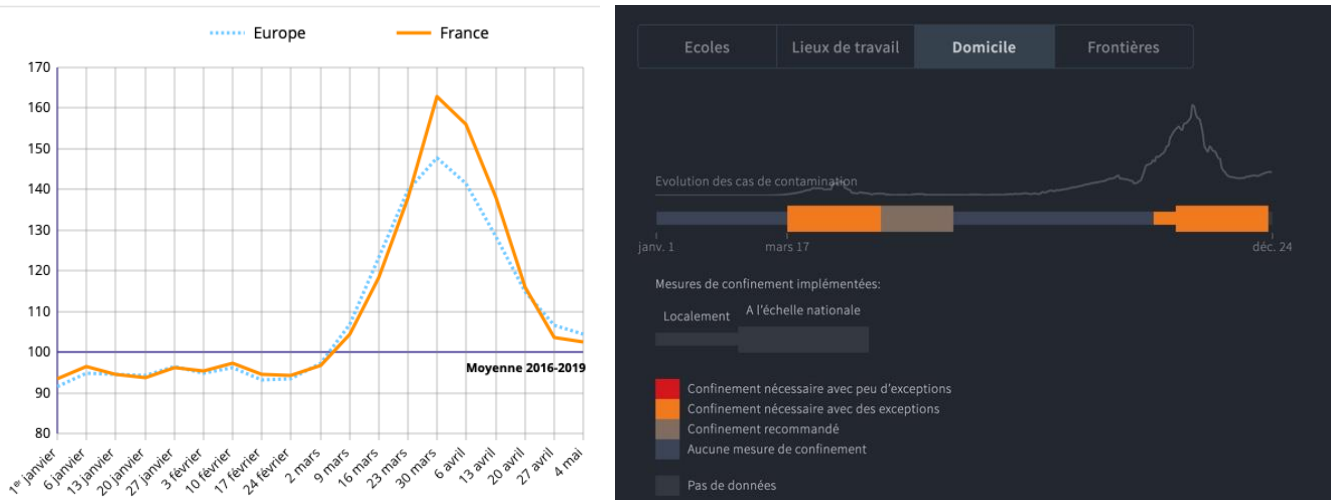 Europe
France
170
160
150
140
130
120
110
100
90
80
Moyenne 2016-2019
1er janvier
6 janvier
13 janvier
20 janvier
27 janvier
3 février
10 février
17 février
24 février
2 mars
9 mars
16 mars
23 mars
30 mars
6 avril
13 avril
20 avril
27 avril
4 mai
Ecoles
Lieux de travail
Domicile
Frontières
Evolution des cas de contamination
janv. 1
mars 17
déc. 24
Mesures de confinement implémentées:
Localement
A l'échelle nationale
Confinement nécessaire avec peu d'exceptions
Confinement nécessaire avec des exceptions
Confinement recommandé
Aucune mesure de confinement
Pas de données